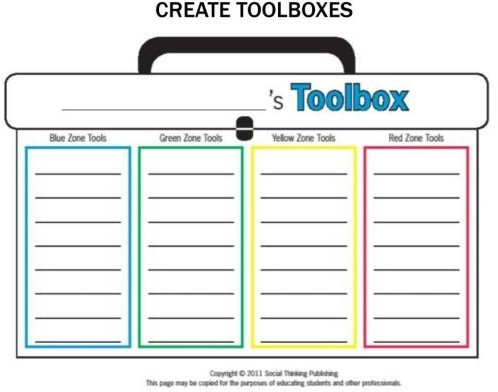 CREATE TOOLBOXES
's Toolbox
Blue Zone Tools Green Zone Tools Yellow Zone Tools Red Zone Tools
Copyright © 2011 Social Thinking Publishing
This page may be copied for the purposes of educating students and other professionals.